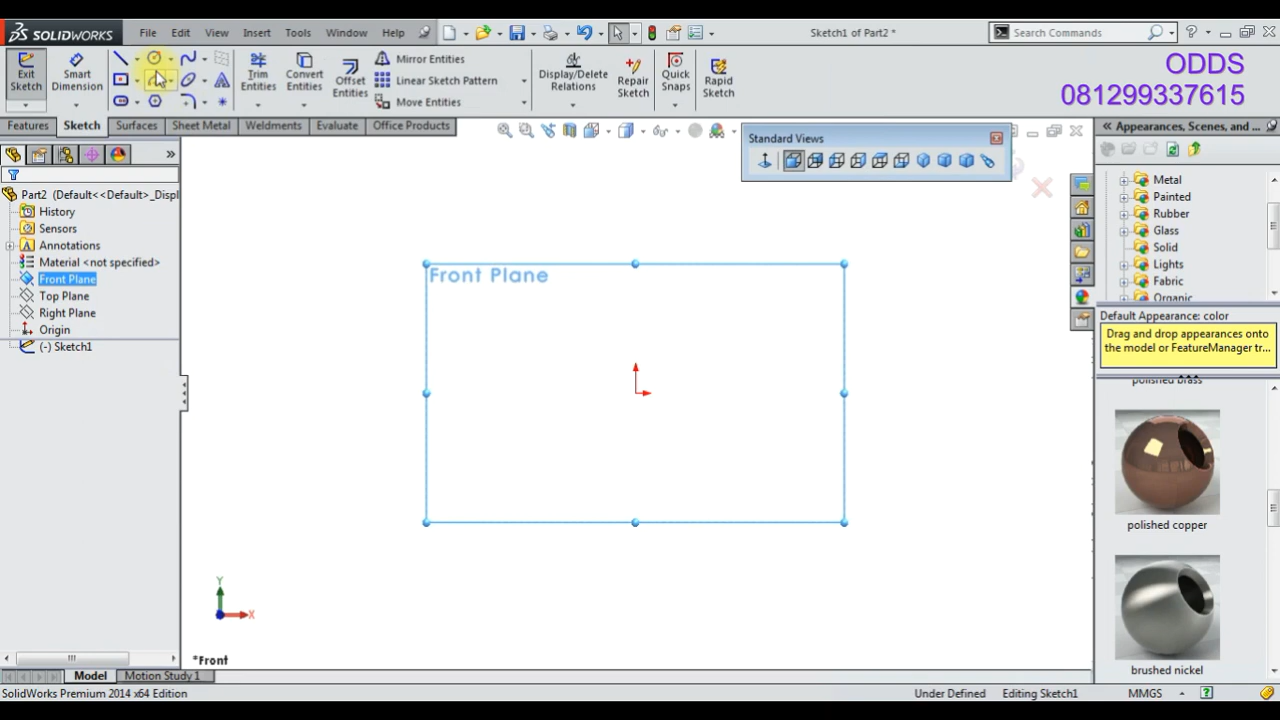 SOLIDWORKS
File Edit View Insert Tools Window Help
Sketch1 of Part2 *
Search Commands
ODDS
081299337615
Exit Sketch
Smart Dimension
Trim Entities
Convert Entities
Offset Entities
Mirror Entities
Linear Sketch Pattern
Move Entities
Display/Delete Relations
Repair Sketch
Quick Snaps
Rapid Sketch
Features Sketch Surfaces Sheet Metal Weldments Evaluate Office Products
Standard Views
Appearances, Scenes, and ...
Part2 (Default<<Default>_Displ
History
Sensors
Annotations
Material <not specified>
Front Plane
Top Plane
Right Plane
Origin
(-) Sketch1
Front Plane
Y
X
*Front
Metal
Painted
Rubber
Glass
Solid
Lights
Fabric
Organic
Default Appearance: color
Drag and drop appearances onto
the model or FeatureManager tr...
polished brass
polished copper
brushed nickel
Model Motion Study 1
SolidWorks Premium 2014 x64 Edition
Under Defined Editing Sketch1 MMGS